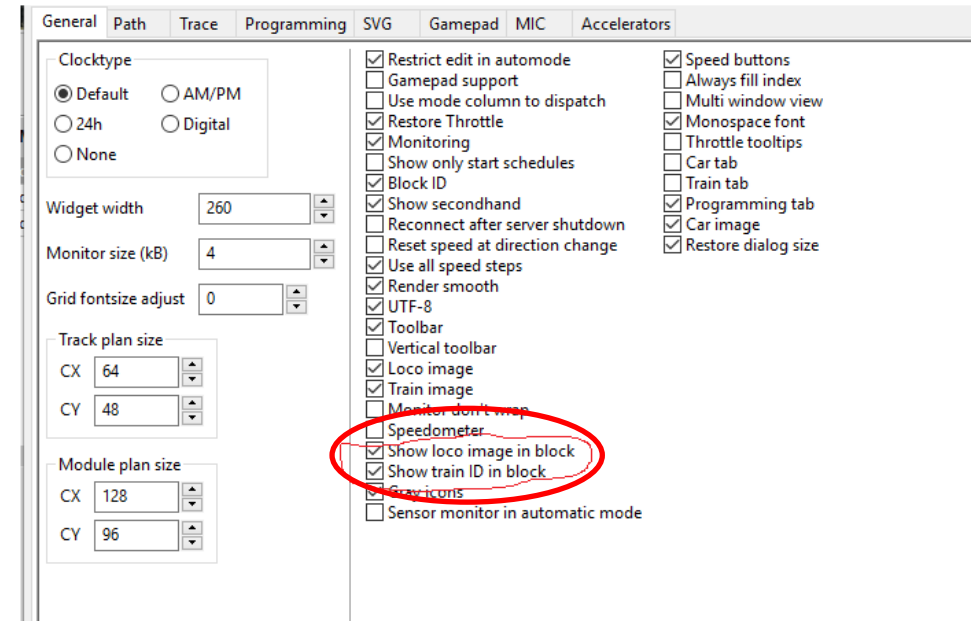 General Path Trace Programming SVG Gamepad MIC Accelerators
Clocktype
Default AM/PM
24h Digital
None
Widget width 260
Monitor size (kB) 4
Grid fontsize adjust 0
Track plan size
CX 64
CY 48
Module plan size
CX 128
CY 96
Restrict edit in automode
Gamepad support
Use mode column to dispatch
Restore Throttle
Monitoring
Show only start schedules
Block ID
Show secondhand
Reconnect after server shutdown
Reset speed at direction change
Use all speed steps
Render smooth
UTF-8
Toolbar
Vertical toolbar
Loco image
Train image
Monitor don't wrap
Speedometer
Show loco image in block
Show train ID in block
Gray icons
Sensor monitor in automatic mode
Speed buttons
Always fill index
Multi window view
Monospace font
Throttle tooltips
Car tab
Train tab
Programming tab
Car image
Restore dialog size